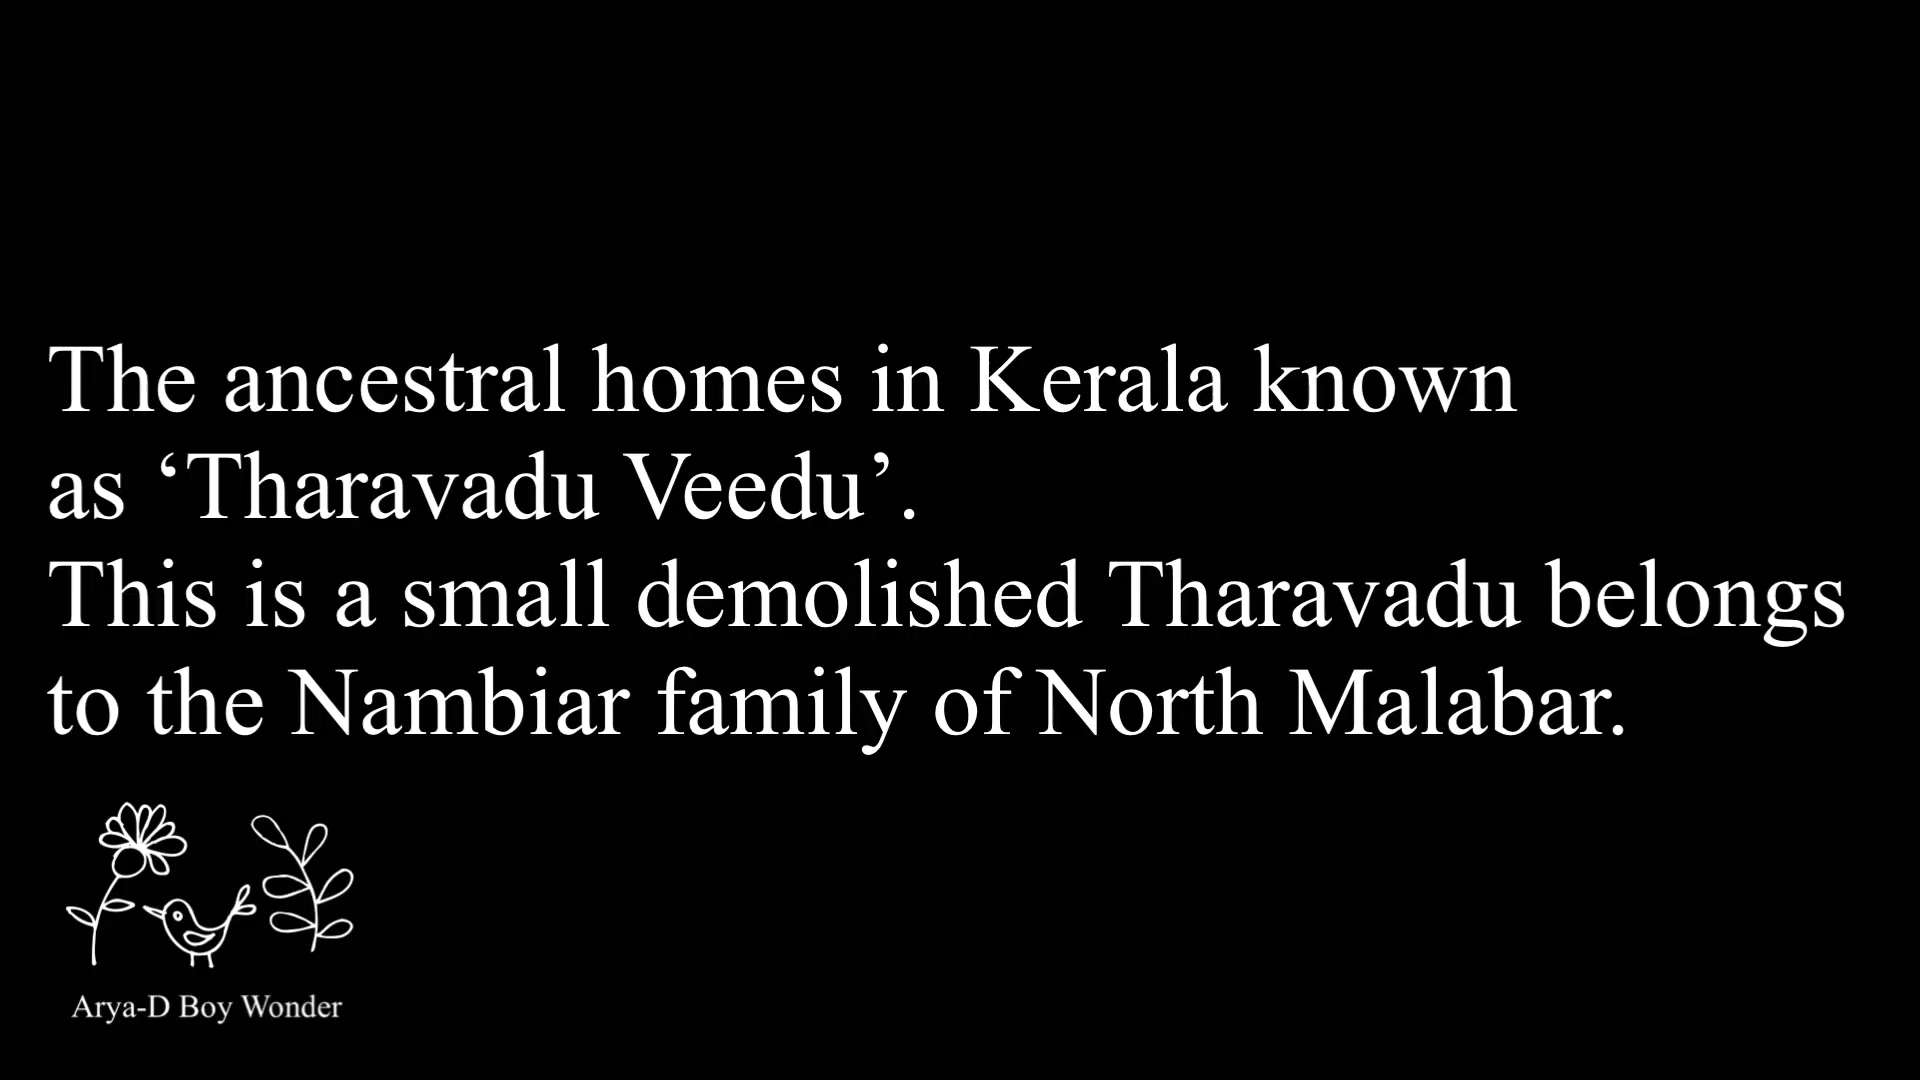 The ancestral homes in Kerala known
as ‘Tharavadu Veedu’.
This is a small demolished Tharavadu belongs
to the Nambiar family of North Malabar.
Arya-D Boy Wonder